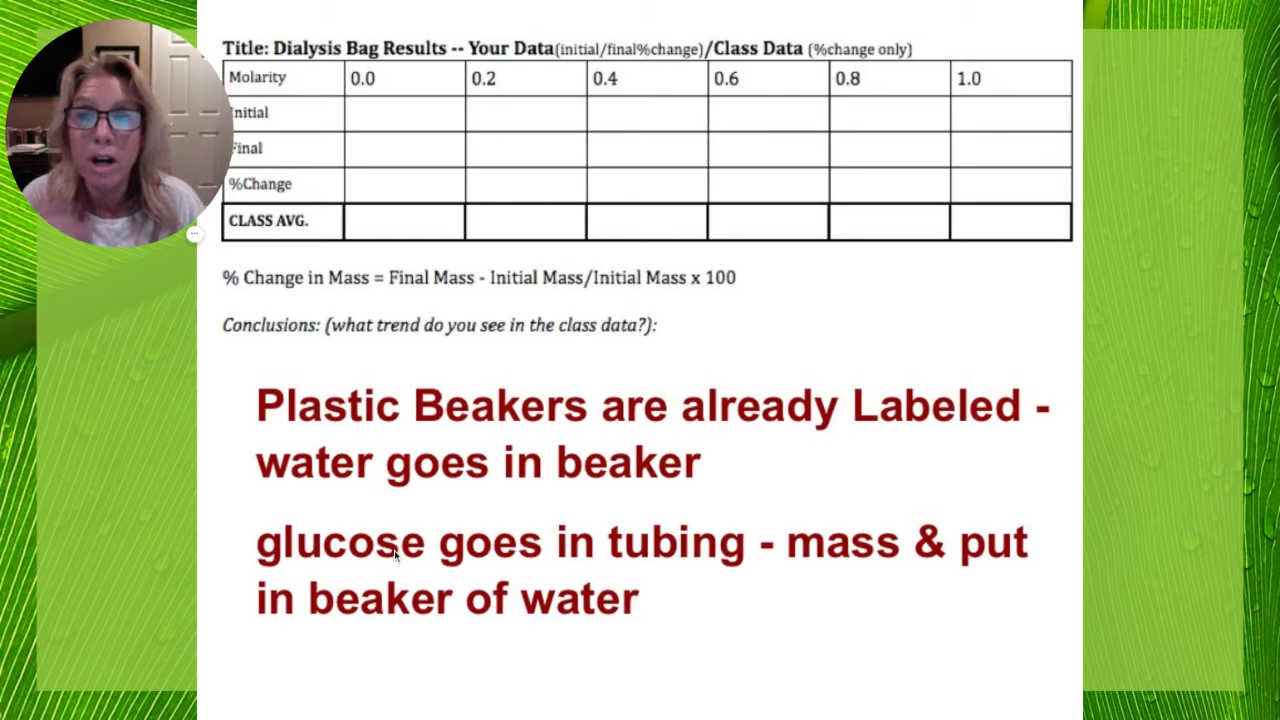 Title: Dialysis Bag Results -- Your Data(initial/final%change)/Class Data (%change only)
Molarity 0.0 0.2 0.4 0.6 0.8 1.0
Initial
Final
%Change
CLASS AVG.
% Change in Mass = Final Mass - Initial Mass/Initial Mass x 100
Conclusions: (what trend do you see in the class data?):
Plastic Beakers are already Labeled -
water goes in beaker
glucose goes in tubing - mass & put
in beaker of water